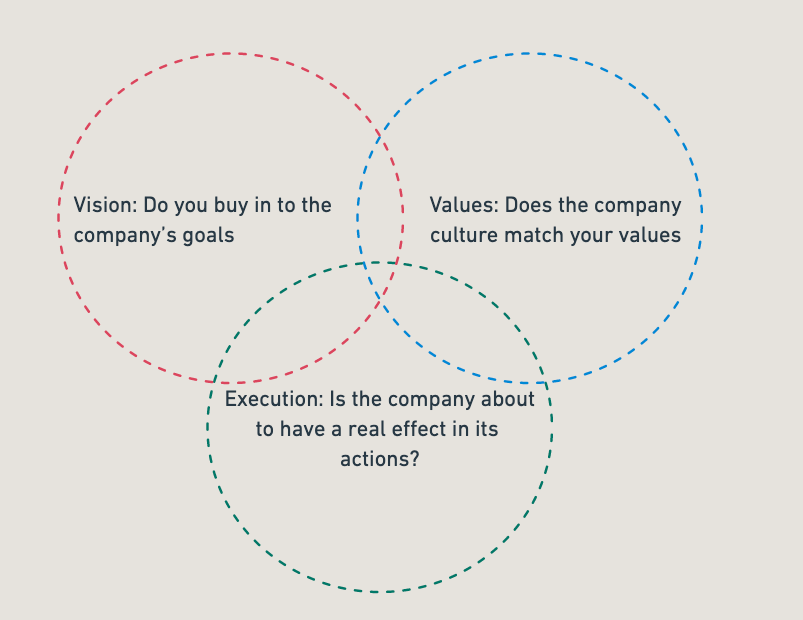 Vision: Do you buy in to the
company's goals
Values: Does the company
culture match your values
Execution: Is the company about
to have a real effect in its
actions?